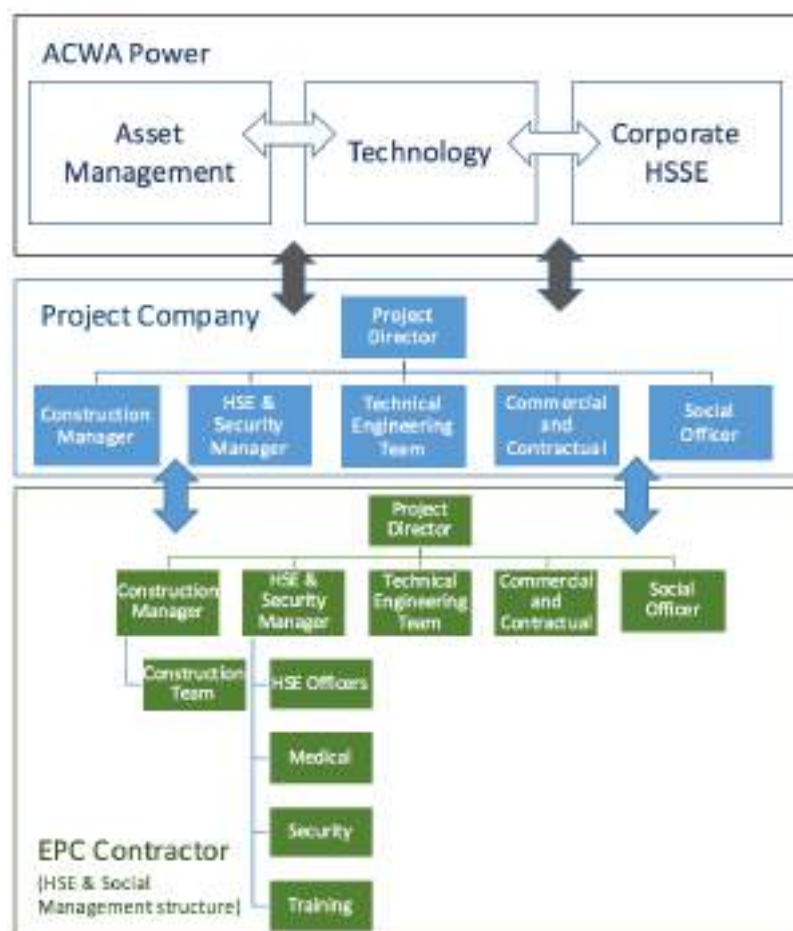 ACWA Power
Asset
Management
Technology
Corporate
HSSE
Project Company
Project
Director
Construction
Manager
HSE &
Security
Manager
Technical
Engineering
Team
Commercial
and
Contractual
Social
Officer
Project
Director
Construction
Manager
HSE &
Security
Manager
Technical
Engineering
Team
Commercial
and
Contractual
Social
Officer
Construction
Team
HSE Officers
Medical
Security
Training
EPC Contractor
(HSE & Social
Management structure)